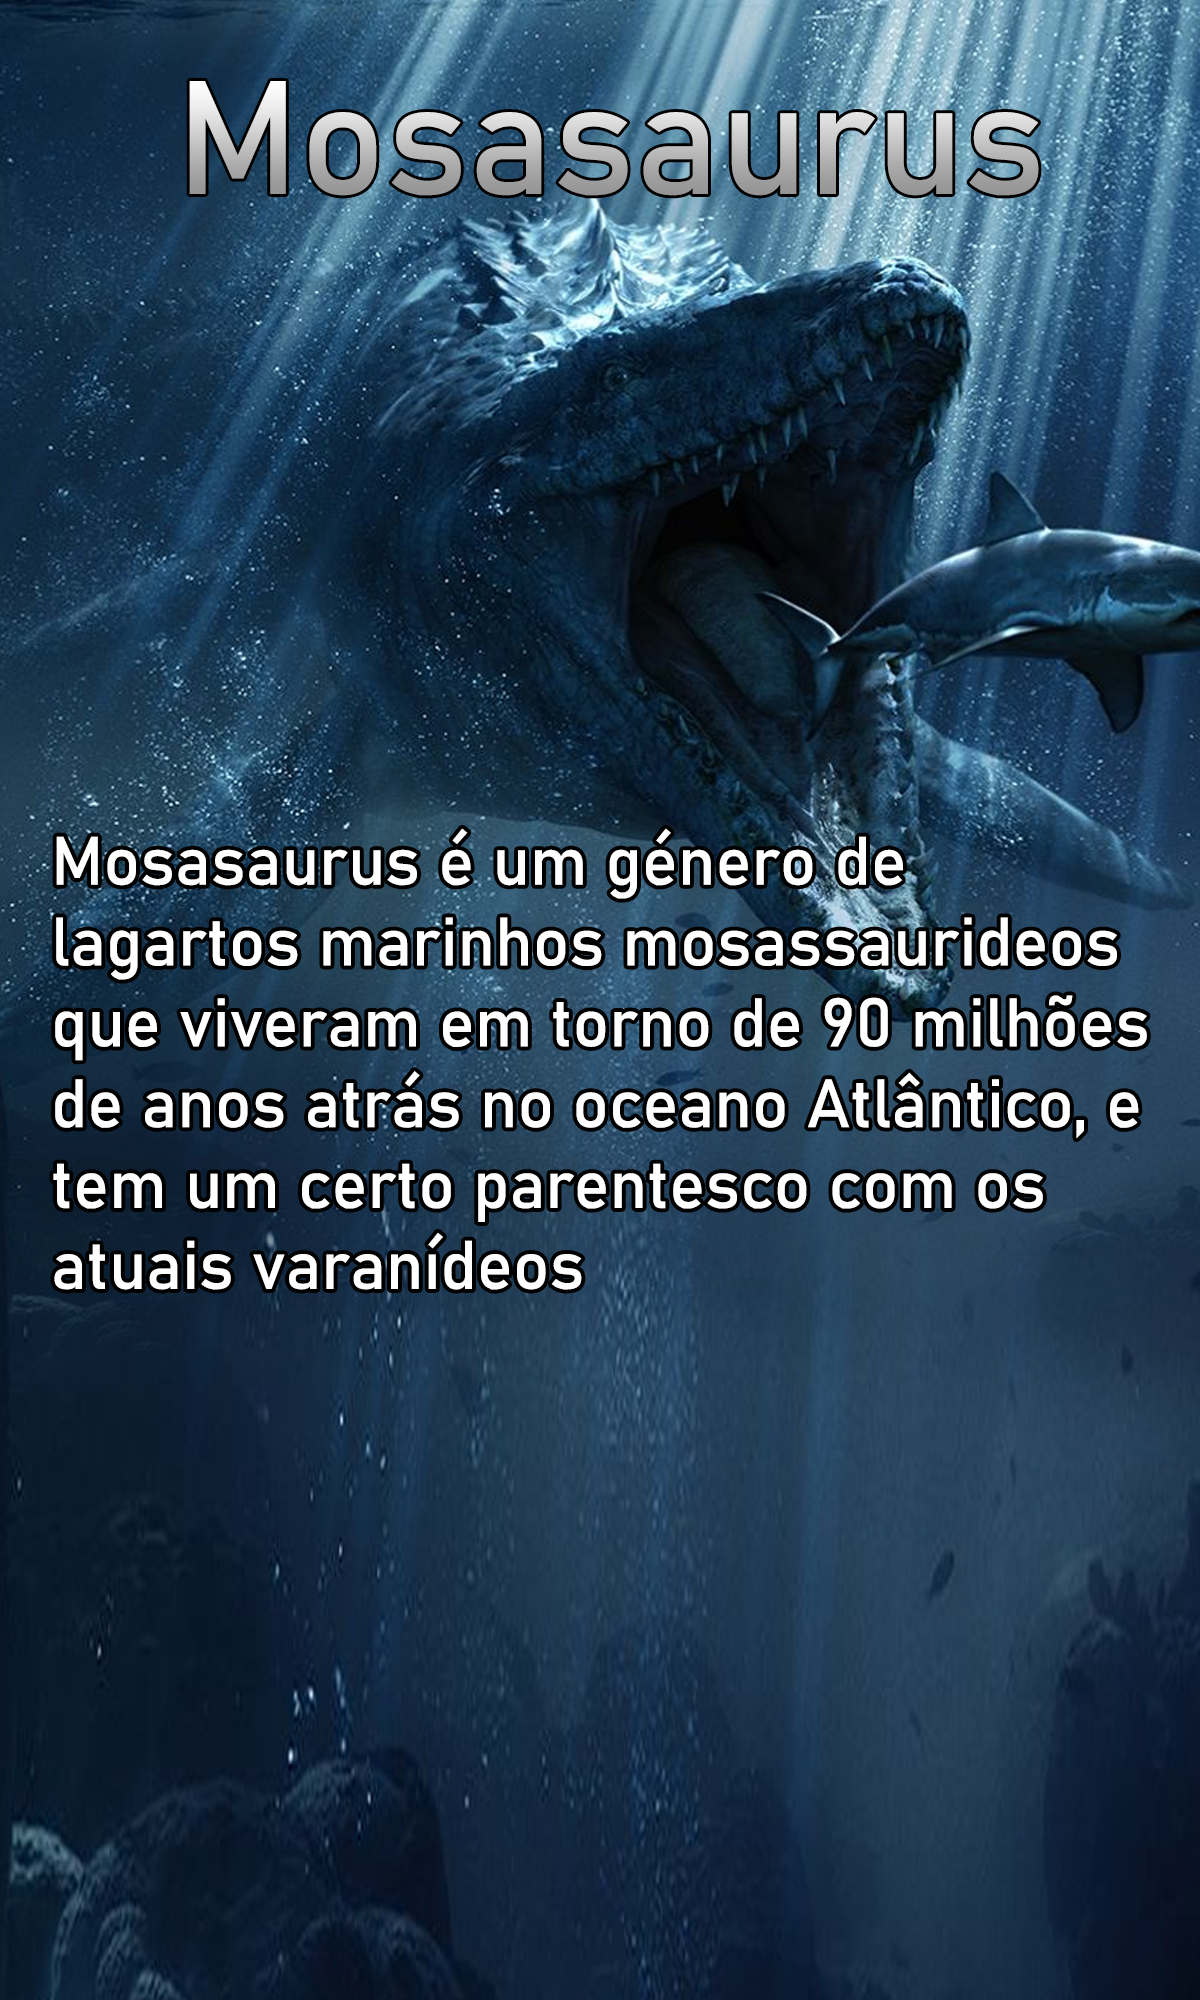 Mosasaurus
Mosasaurus é um género de
lagartos marinhos mosassaurideos
que viveram em torno de 90 milhões
de anos atrás no oceano Atlântico, e
tem um certo parentesco com os
atuais varanídeos